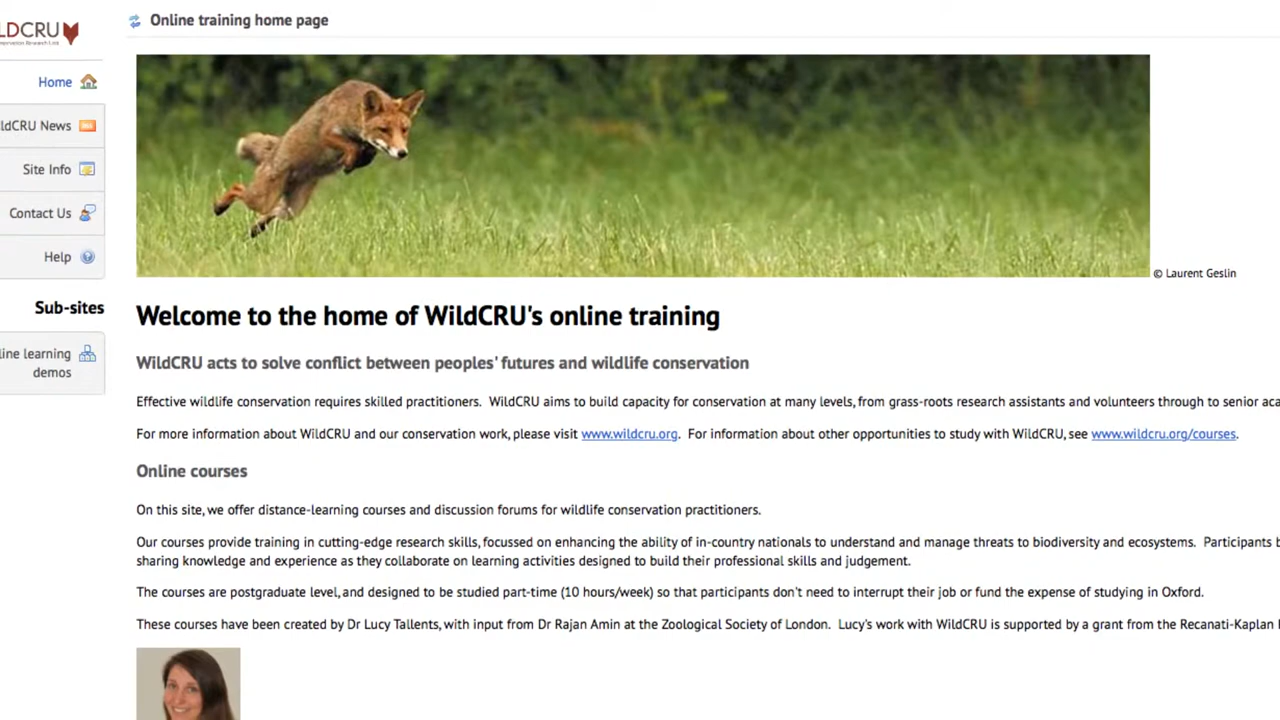 Online training home page
LDCRU
Home
ldCRU News
Site Info
Contact Us
Help
Sub-sites
line learning
demos
© Laurent Geslin
Welcome to the home of WildCRU's online training
WildCRU acts to solve conflict between peoples' futures and wildlife conservation
Effective wildlife conservation requires skilled practitioners. WildCRU aims to build capacity for conservation at many levels, from grass-roots research assistants and volunteers through to senior aca
For more information about WildCRU and our conservation work, please visit www.wildcru.org. For information about other opportunities to study with WildCRU, see www.wildcru.org/courses.
Online courses
On this site, we offer distance-learning courses and discussion forums for wildlife conservation practitioners.
Our courses provide training in cutting-edge research skills, focussed on enhancing the ability of in-country nationals to understand and manage threats to biodiversity and ecosystems. Participants b
sharing knowledge and experience as they collaborate on learning activities designed to build their professional skills and judgement.
The courses are postgraduate level, and designed to be studied part-time (10 hours/week) so that participants don't need to interrupt their job or fund the expense of studying in Oxford.
These courses have been created by Dr Lucy Tallents, with input from Dr Rajan Amin at the Zoological Society of London. Lucy's work with WildCRU is supported by a grant from the Recanati-Kaplan